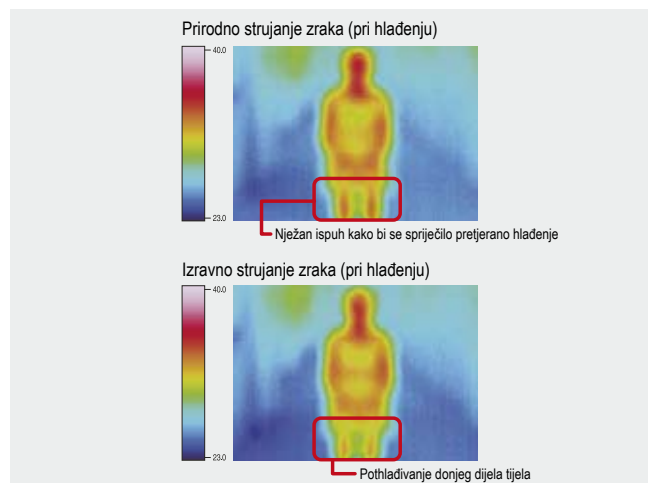 Prirodno strujanje zraka (pri hlađenju)
40.0
23.0
Nježan ispuh kako bi se spriječilo pretjerano hlađenje
Izravno strujanje zraka (pri hlađenju)
40.0
23.0
Pothlađivanje donjeg dijela tijela